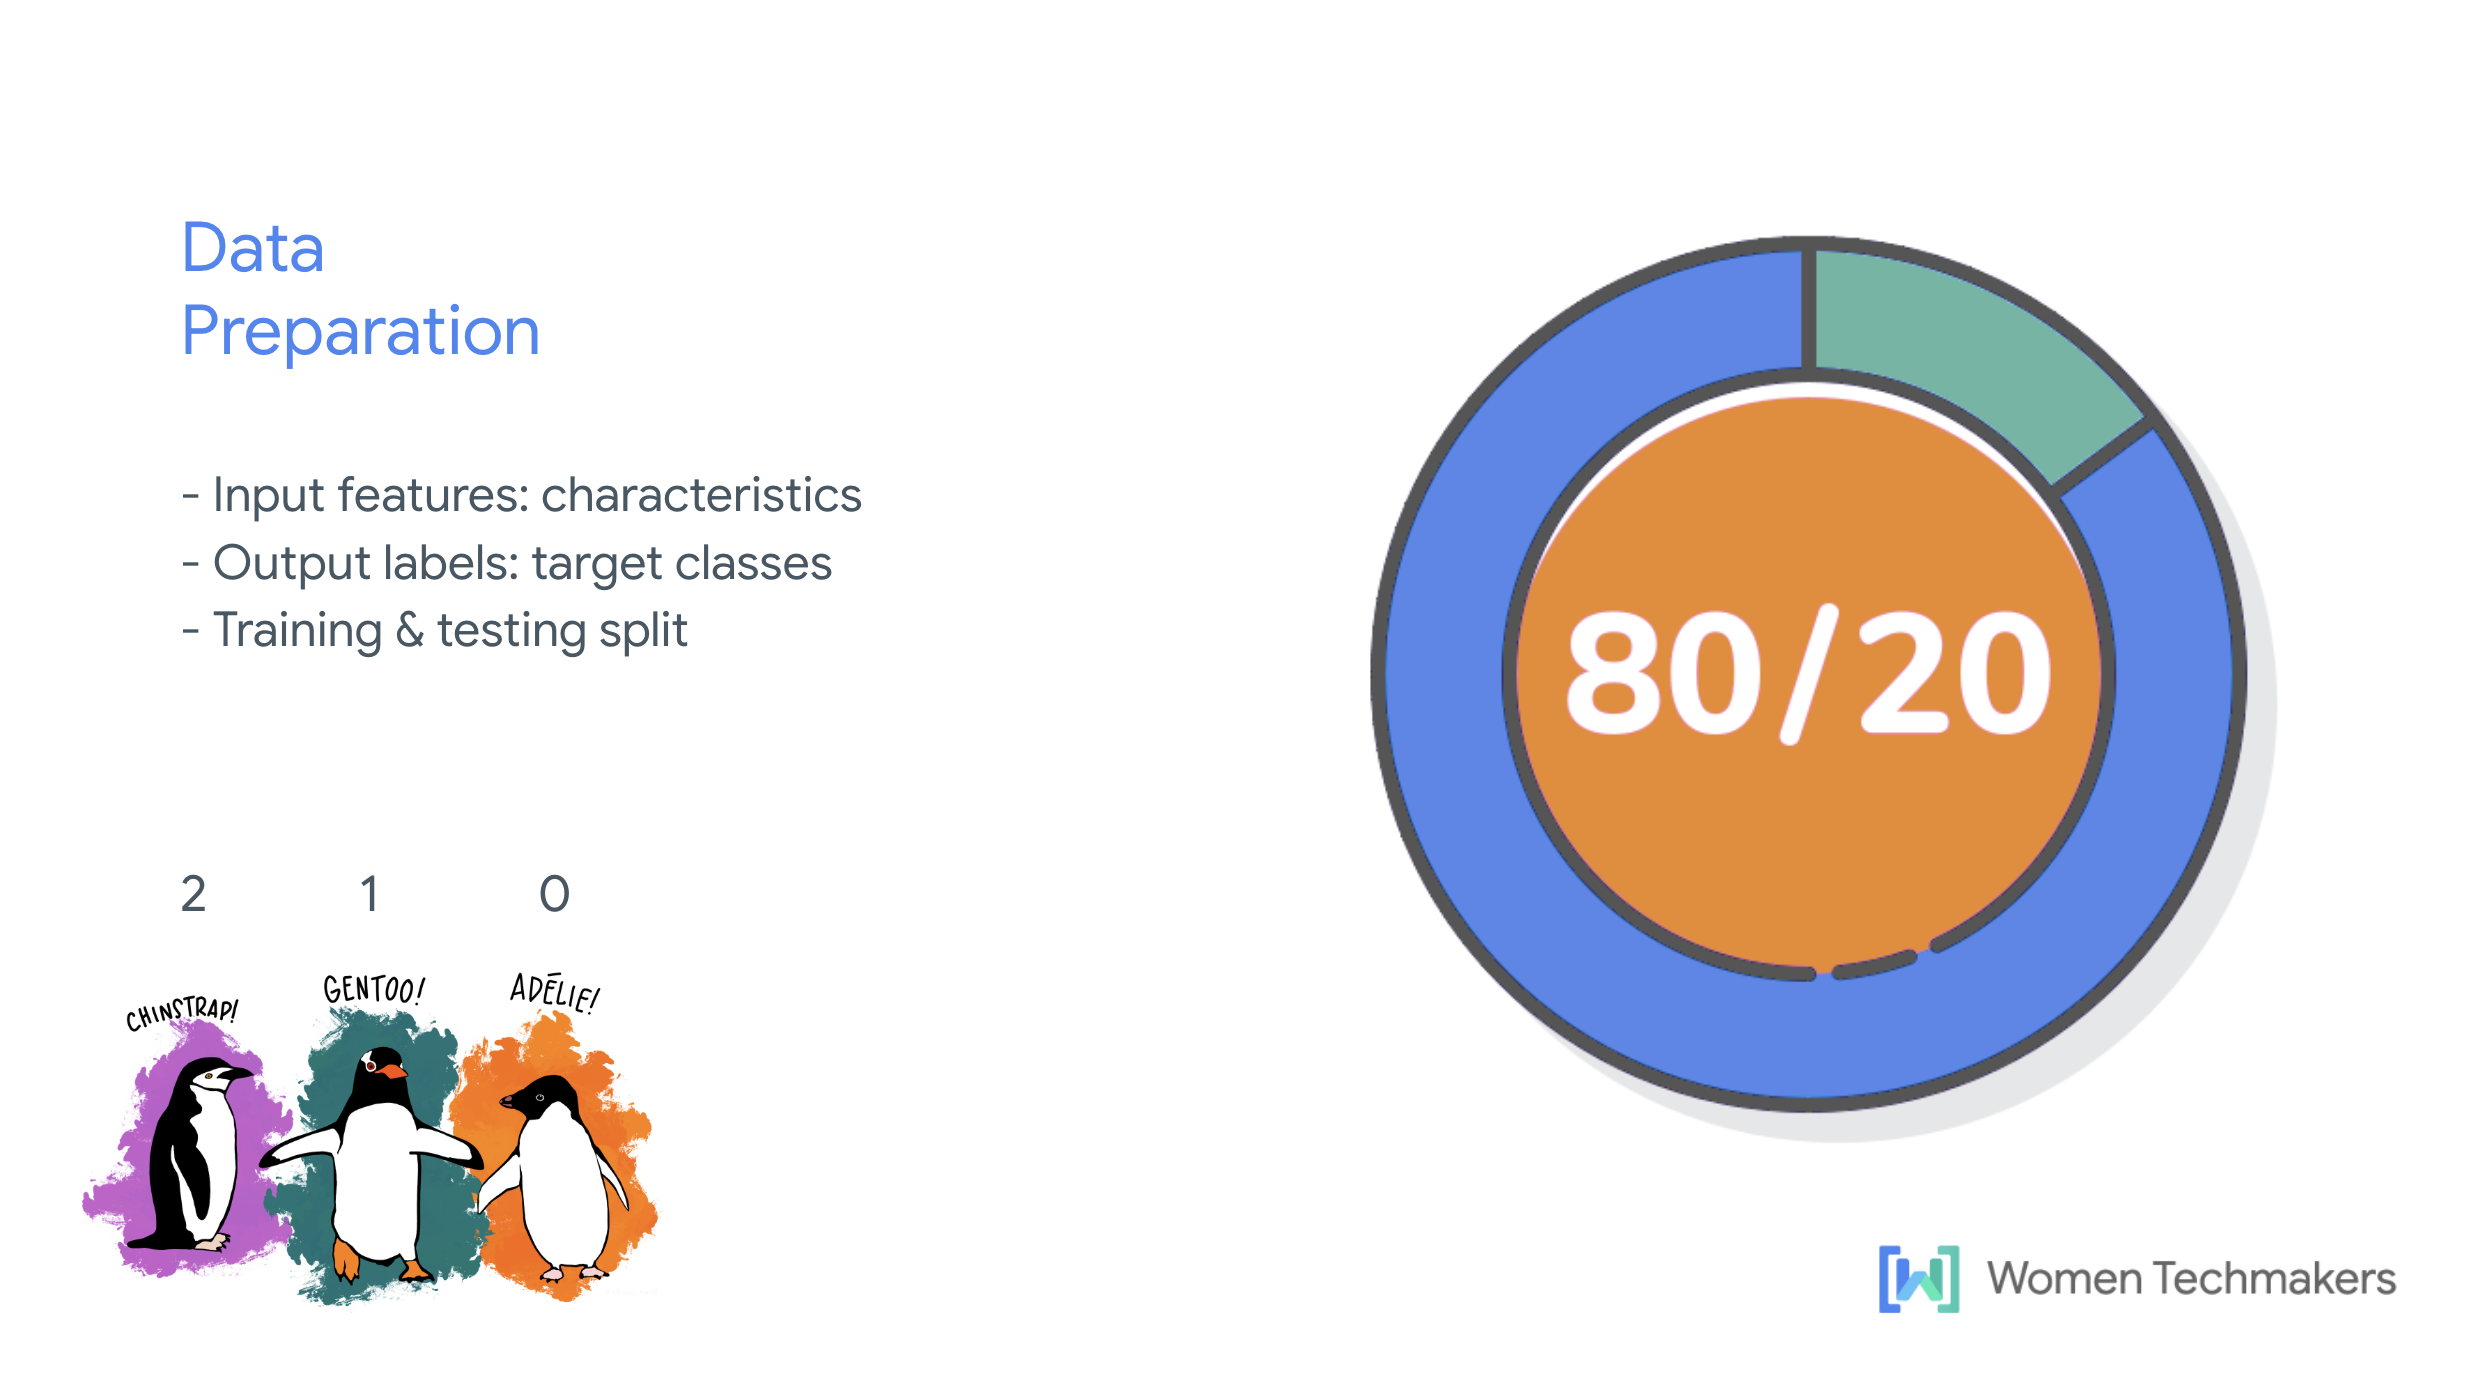 Data
Preparation
- Input features: characteristics
- Output labels: target classes
- Training & testing split
80/20
2 1 0
CHINSTRAP! GENTOO! ADĒLIE!
Women Techmakers